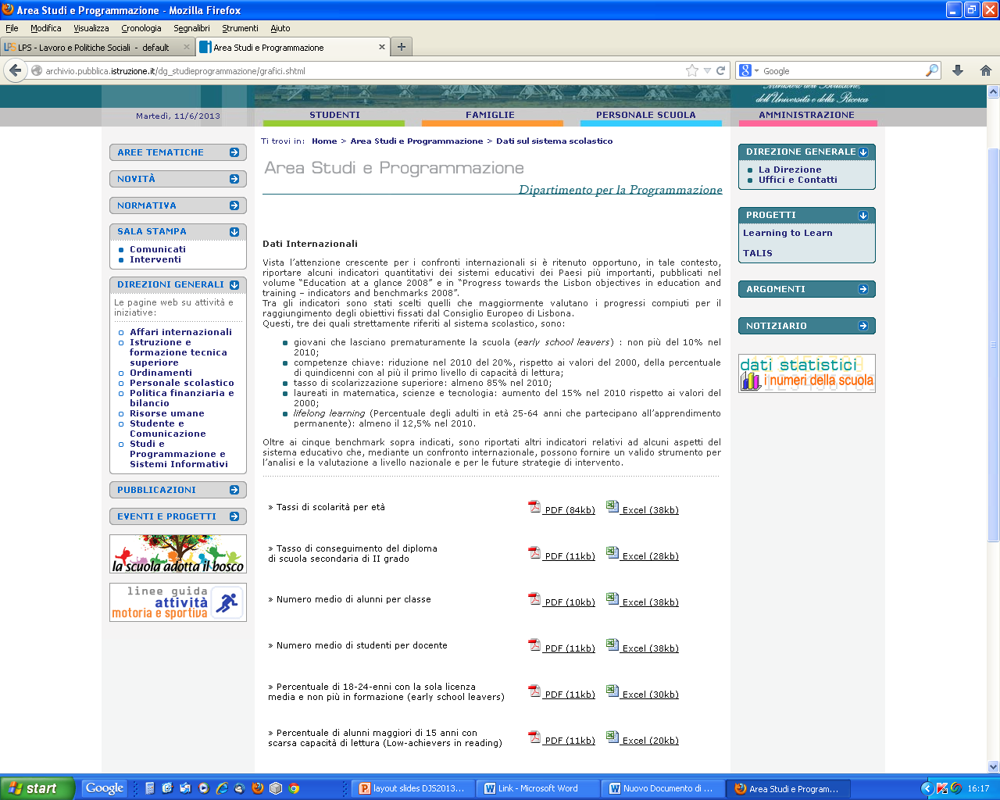 Area Studi e Programmazione - Mozilla Firefox
File Modifica Visualizza Cronologia Segnalibri Strumenti Aiuto
LPS - Lavoro e Politiche Sociali - default
Area Studi e Programmazione
archivio.pubblica.istruzione.it/dg_studieprogrammazione/grafici.shtml
Google
Ministero dell'Istruzione,
dell'Università e della Ricerca
Martedì, 11/6/2013
STUDENTI FAMIGLIE PERSONALE SCUOLA AMMINISTRAZIONE
AREE TEMATICHE
NOVITÀ
NORMATIVA
SALA STAMPA
Comunicati
Interventi
DIREZIONI GENERALI
Le pagine web su attività e
iniziative:
Affari internazionali
Istruzione e
formazione tecnica
superiore
Ordinamenti
Personale scolastico
Politica finanziaria e
bilancio
Risorse umane
Studente e
Comunicazione
Studi e
Programmazione e
Sistemi Informativi
PUBBLICAZIONI
EVENTI E PROGETTI
la scuola adotta il bosco
linee guida
attività
motoria e sportiva
Ti trovi in: Home > Area Studi e Programmazione > Dati sul sistema scolastico
Area Studi e Programmazione
Dipartimento per la Programmazione
Dati Internazionali
Vista l'attenzione crescente per i confronti internazionali si è ritenuto opportuno, in tale contesto,
riportare alcuni indicatori quantitativi dei sistemi educativi dei Paesi più importanti, pubblicati nel
volume “Education at a glance 2008” e in “Progress towards the Lisbon objectives in education and
training – indicators and benchmarks 2008”.
Tra gli indicatori sono stati scelti quelli che maggiormente valutano i progressi compiuti per il
raggiungimento degli obiettivi fissati dal Consiglio Europeo di Lisbona.
Questi, tre dei quali strettamente riferiti al sistema scolastico, sono:
giovani che lasciano prematuramente la scuola (early school leavers) : non più del 10% nel
2010;
competenze chiave: riduzione nel 2010 del 20%, rispetto ai valori del 2000, della percentuale
di quindicenni con al più il primo livello di capacità di lettura;
tasso di scolarizzazione superiore: almeno 85% nel 2010;
laureati in matematica, scienze e tecnologia: aumento del 15% nel 2010 rispetto ai valori del
2000;
lifelong learning (Percentuale degli adulti in età 25-64 anni che partecipano all'apprendimento
permanente): almeno il 12,5% nel 2010.
Oltre ai cinque benchmark sopra indicati, sono riportati altri indicatori relativi ad alcuni aspetti del
sistema educativo che, mediante un confronto internazionale, possono fornire un valido strumento per
l'analisi e la valutazione a livello nazionale e per le future strategie di intervento.
» Tassi di scolarità per età PDF (84kb) Excel (38kb)
» Tasso di conseguimento del diploma
di scuola secondaria di II grado PDF (11kb) Excel (28kb)
» Numero medio di alunni per classe PDF (10kb) Excel (38kb)
» Numero medio di studenti per docente PDF (11kb) Excel (38kb)
» Percentuale di 18-24-enni con la sola licenza
media e non più in formazione (early school leavers) PDF (11kb) Excel (30kb)
» Percentuale di alunni maggiori di 15 anni con
scarsa capacità di lettura (Low-achievers in reading) PDF (11kb) Excel (20kb)
DIREZIONE GENERALE
La Direzione
Uffici e Contatti
PROGETTI
Learning to Learn
TALIS
ARGOMENTI
NOTIZIARIO
dati statistici
i numeri della scuola
start
Google
layout slides DJS2013...
Link - Microsoft Word
Nuovo Documento di ...
Area Studi e Program...
16:17